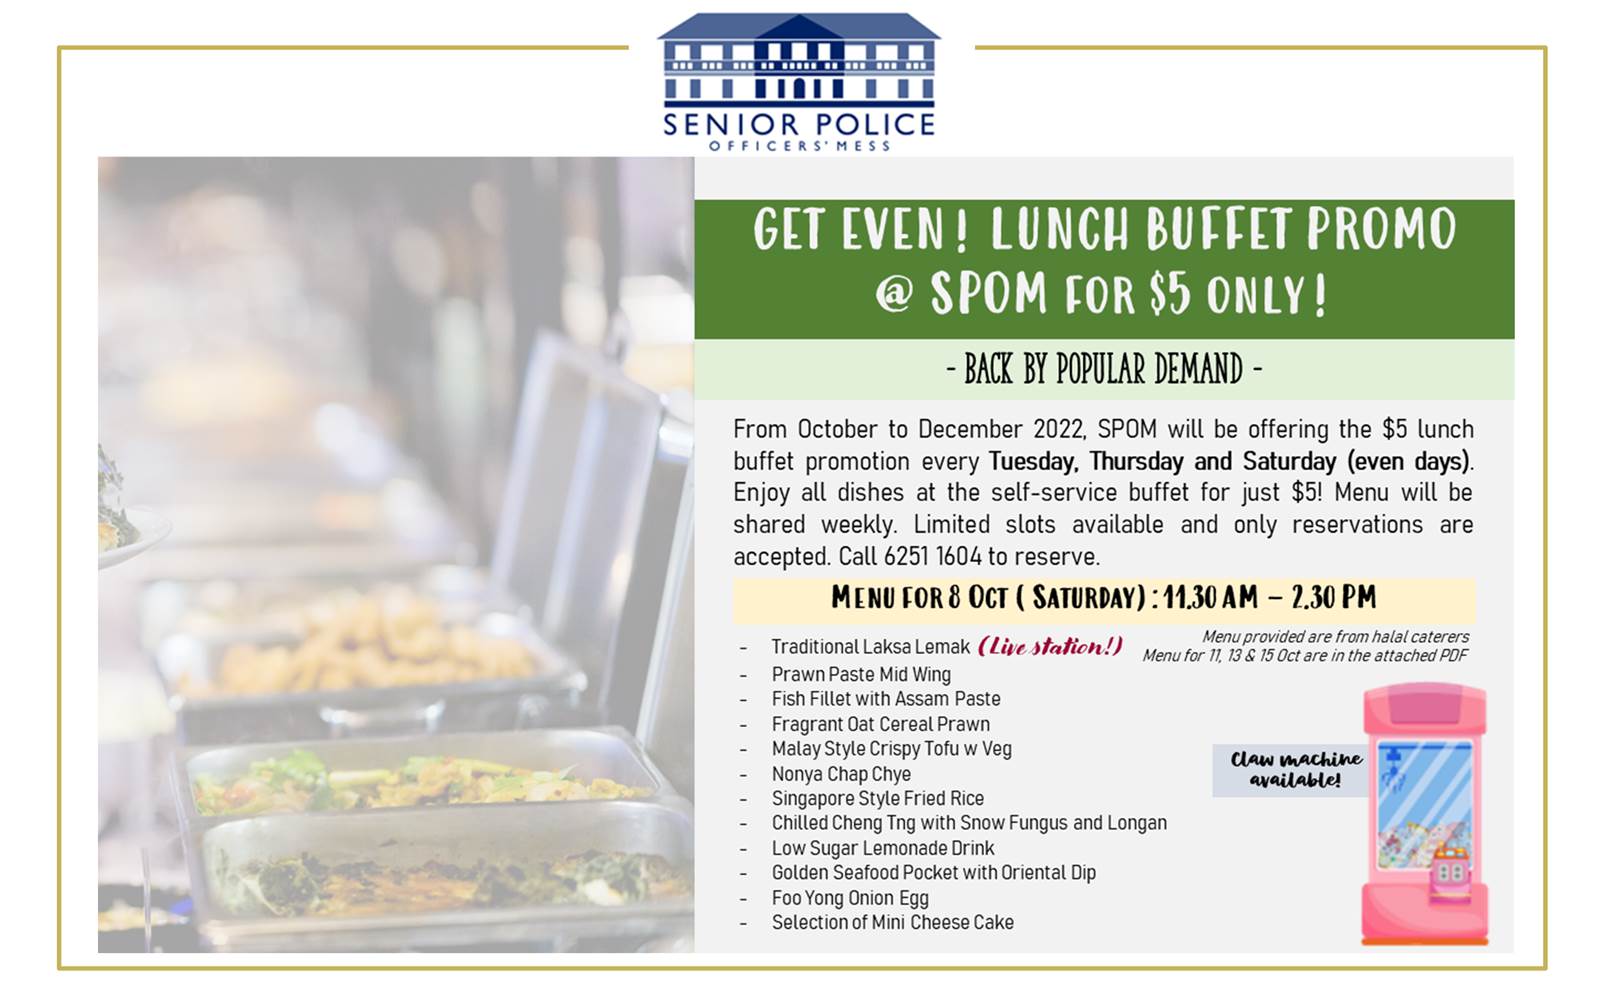 SENIOR POLICE
OFFICERS' MESS
GET EVEN! LUNCH BUFFET PROMO
@ SPOM FOR $5 ONLY!
- BACK BY POPULAR DEMAND -
From October to December 2022, SPOM will be offering the $5 lunch
buffet promotion every Tuesday, Thursday and Saturday (even days).
Enjoy all dishes at the self-service buffet for just $5! Menu will be
shared weekly. Limited slots available and only reservations are
accepted. Call 6251 1604 to reserve.
MENU FOR 8 OCT ( SATURDAY) : 11.30 AM – 2.30 PM
Menu provided are from halal caterers
Menu for 11, 13 & 15 Oct are in the attached PDF
- Traditional Laksa Lemak (Live station!)
- Prawn Paste Mid Wing
- Fish Fillet with Assam Paste
- Fragrant Oat Cereal Prawn
- Malay Style Crispy Tofu w Veg
- Nonya Chap Chye
- Singapore Style Fried Rice
- Chilled Cheng Tng with Snow Fungus and Longan
- Low Sugar Lemonade Drink
- Golden Seafood Pocket with Oriental Dip
- Foo Yong Onion Egg
- Selection of Mini Cheese Cake
Claw machine
available!